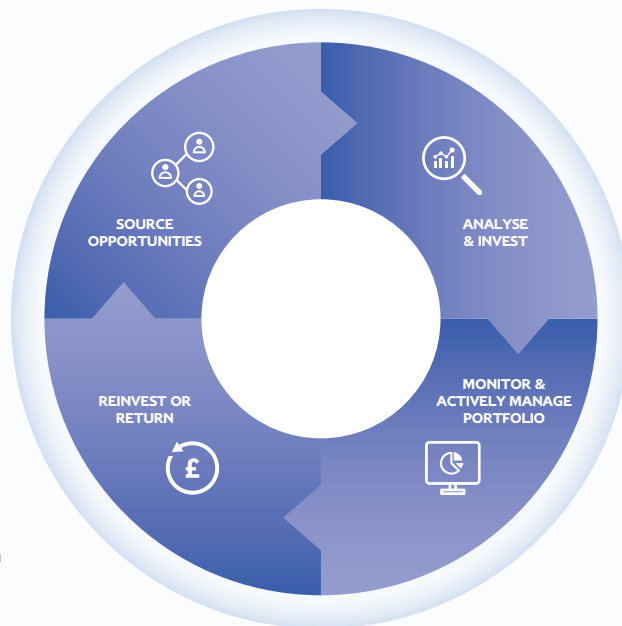 SOURCE
OPPORTUNITIES
ANALYSE
& INVEST
MONITOR &
ACTIVELY MANAGE
PORTFOLIO
REINVEST OR
RETURN
£